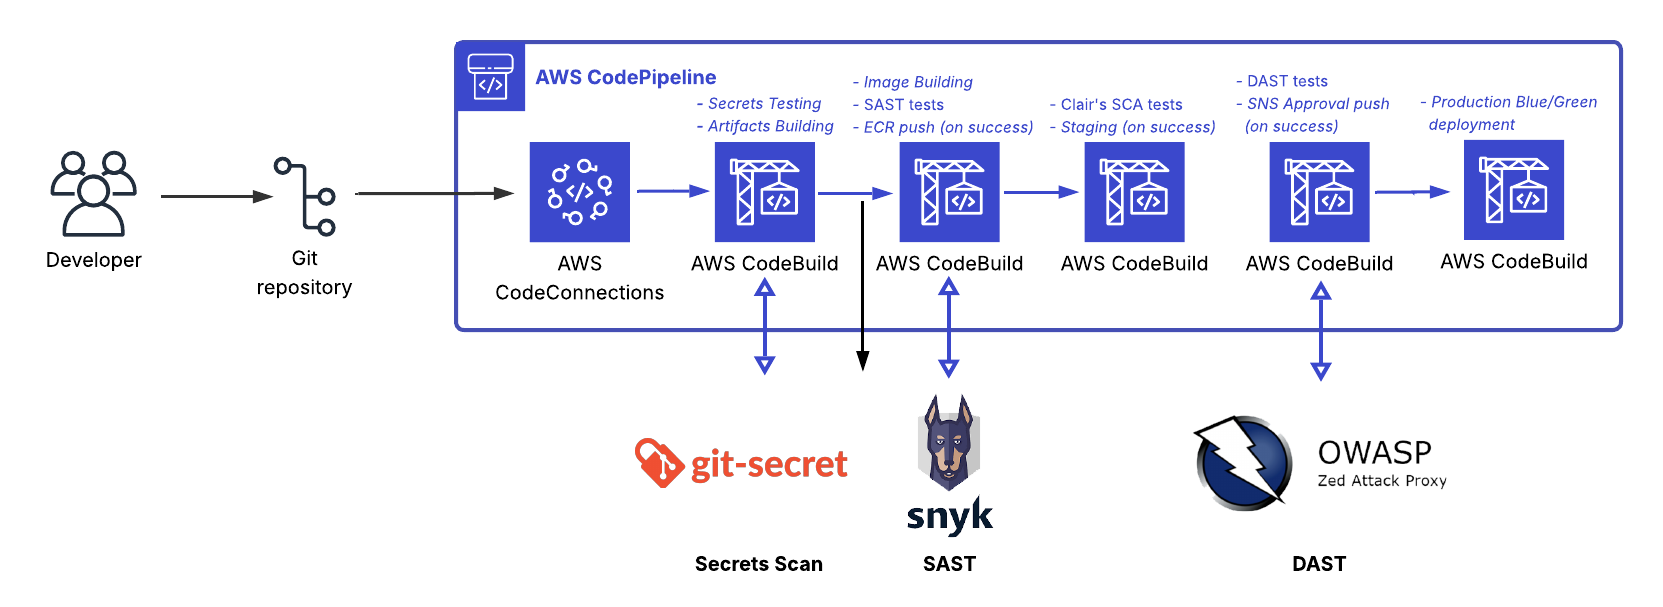 AWS CodePipeline
- Secrets Testing
- Artifacts Building
- Image Building
- SAST tests
- ECR push (on success)
- Clair's SCA tests
- Staging (on success)
- DAST tests
- SNS Approval push
(on success)
- Production Blue/Green
deployment
Developer
Git
repository
AWS
CodeConnections
AWS CodeBuild
AWS CodeBuild
AWS CodeBuild
AWS CodeBuild
AWS CodeBuild
git-secret
snyk
OWASP
Zed Attack Proxy
Secrets Scan
SAST
DAST